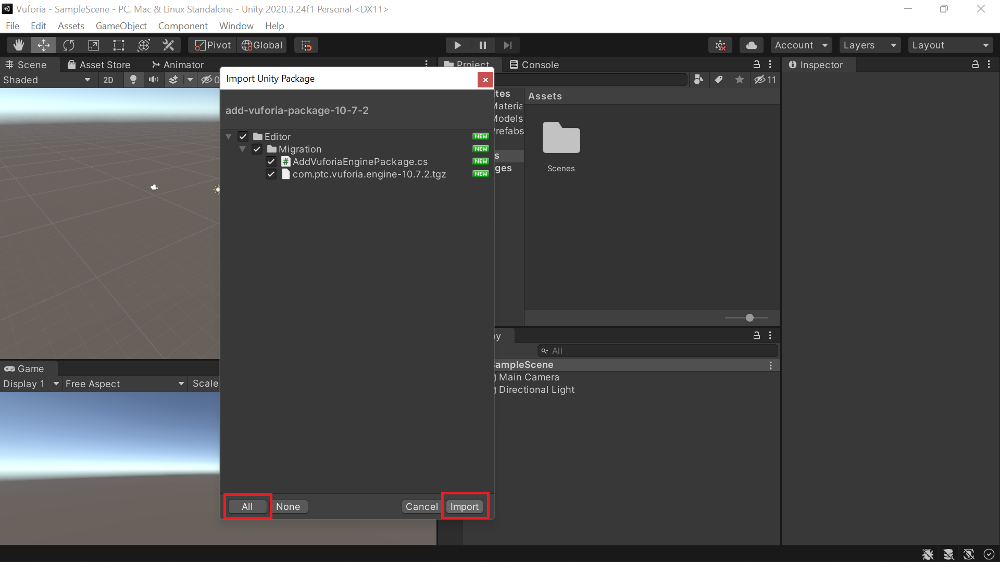 Vuforia - SampleScene - PC, Mac & Linux Standalone - Unity 2020.3.24f1 Personal <DX11>
File Edit Assets GameObject Component Window Help
Pivot Global Account Layers Layout
Scene Asset Store Animator Project Console Inspector
Shaded 2D 0 11
Import Unity Package
add-vuforia-package-10-7-2
Editor NEW
Migration NEW
AddVuforiaEnginePackage.cs NEW
com.ptc.vuforia.engine-10.7.2.tgz NEW
All None Cancel Import
ites
Materia
Models
Prefabs
s
ges
Assets
Scenes
hy
All
SampleScene
Main Camera
Directional Light
Game
Display 1 Free Aspect Scale